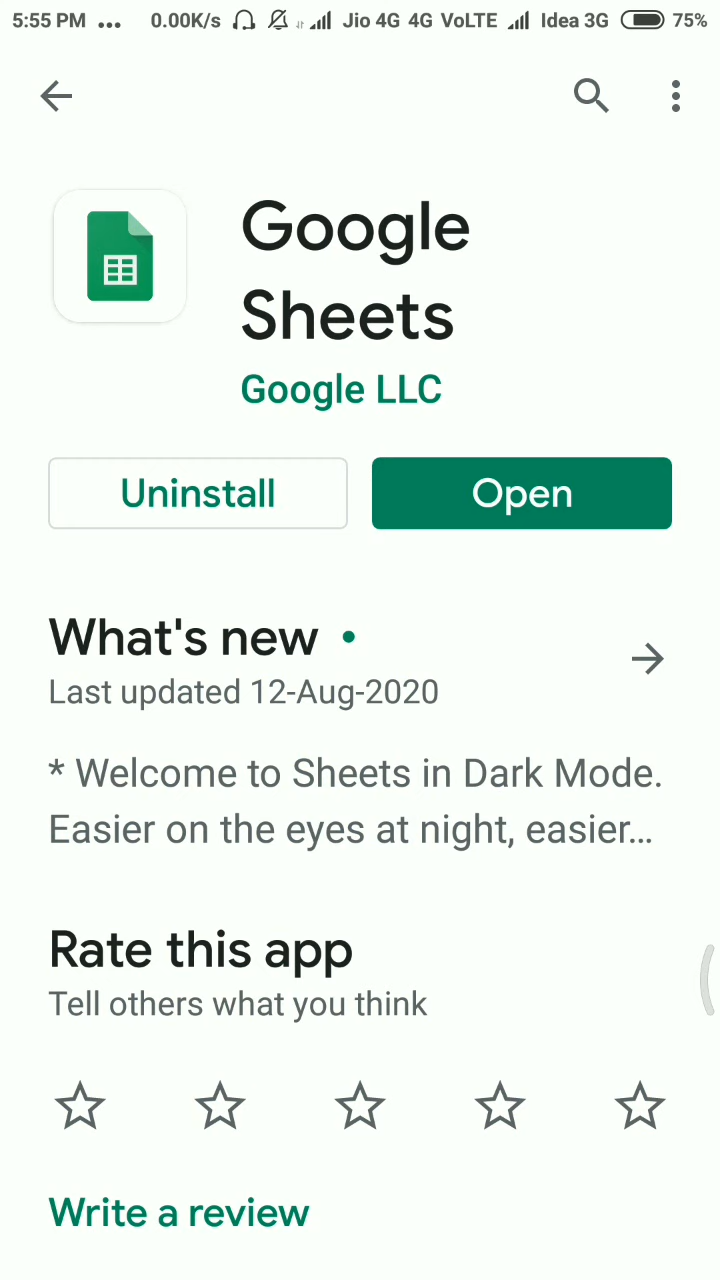 5:55 PM ... 0.00K/s Jio 4G 4G VoLTE Idea 3G 75%
Google
Sheets
Google LLC
Uninstall Open
What's new •
Last updated 12-Aug-2020
* Welcome to Sheets in Dark Mode.
Easier on the eyes at night, easier...
Rate this app
Tell others what you think
Write a review